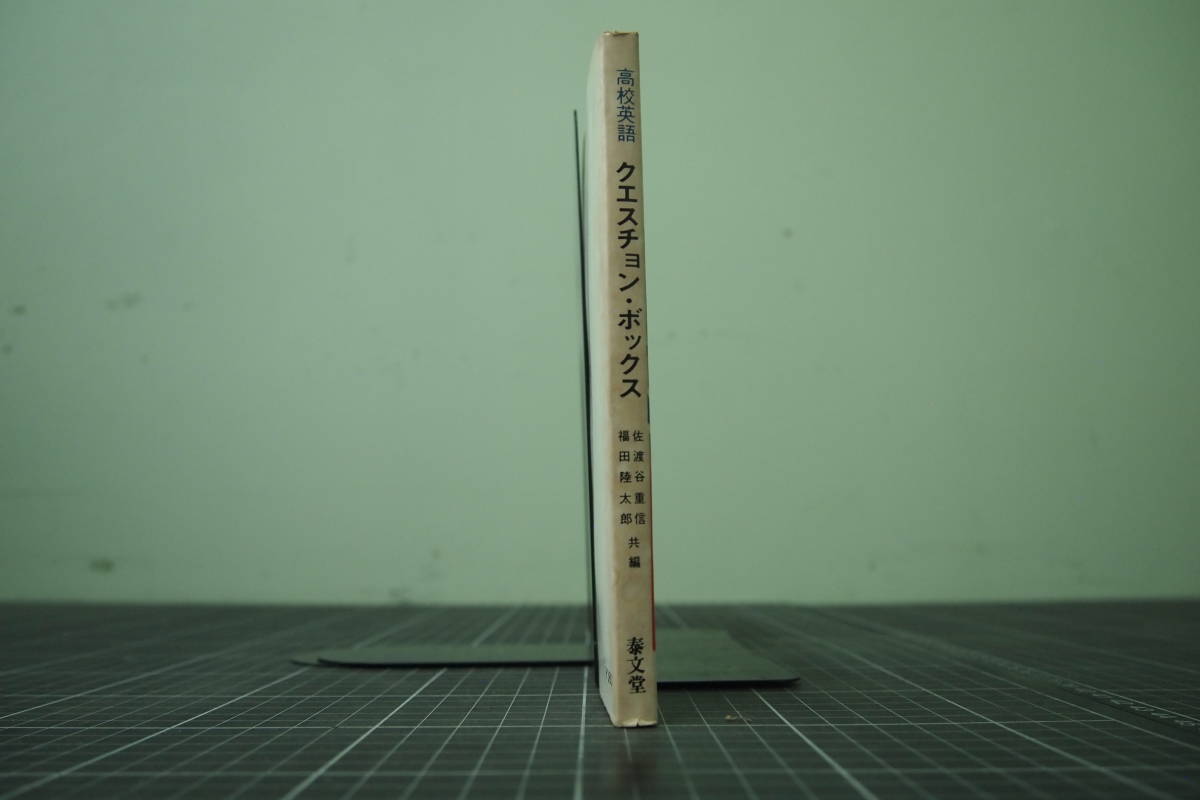 高校英語
クエスチョン・ボックス
佐渡谷重信
福田陸太郎
共編
泰文堂